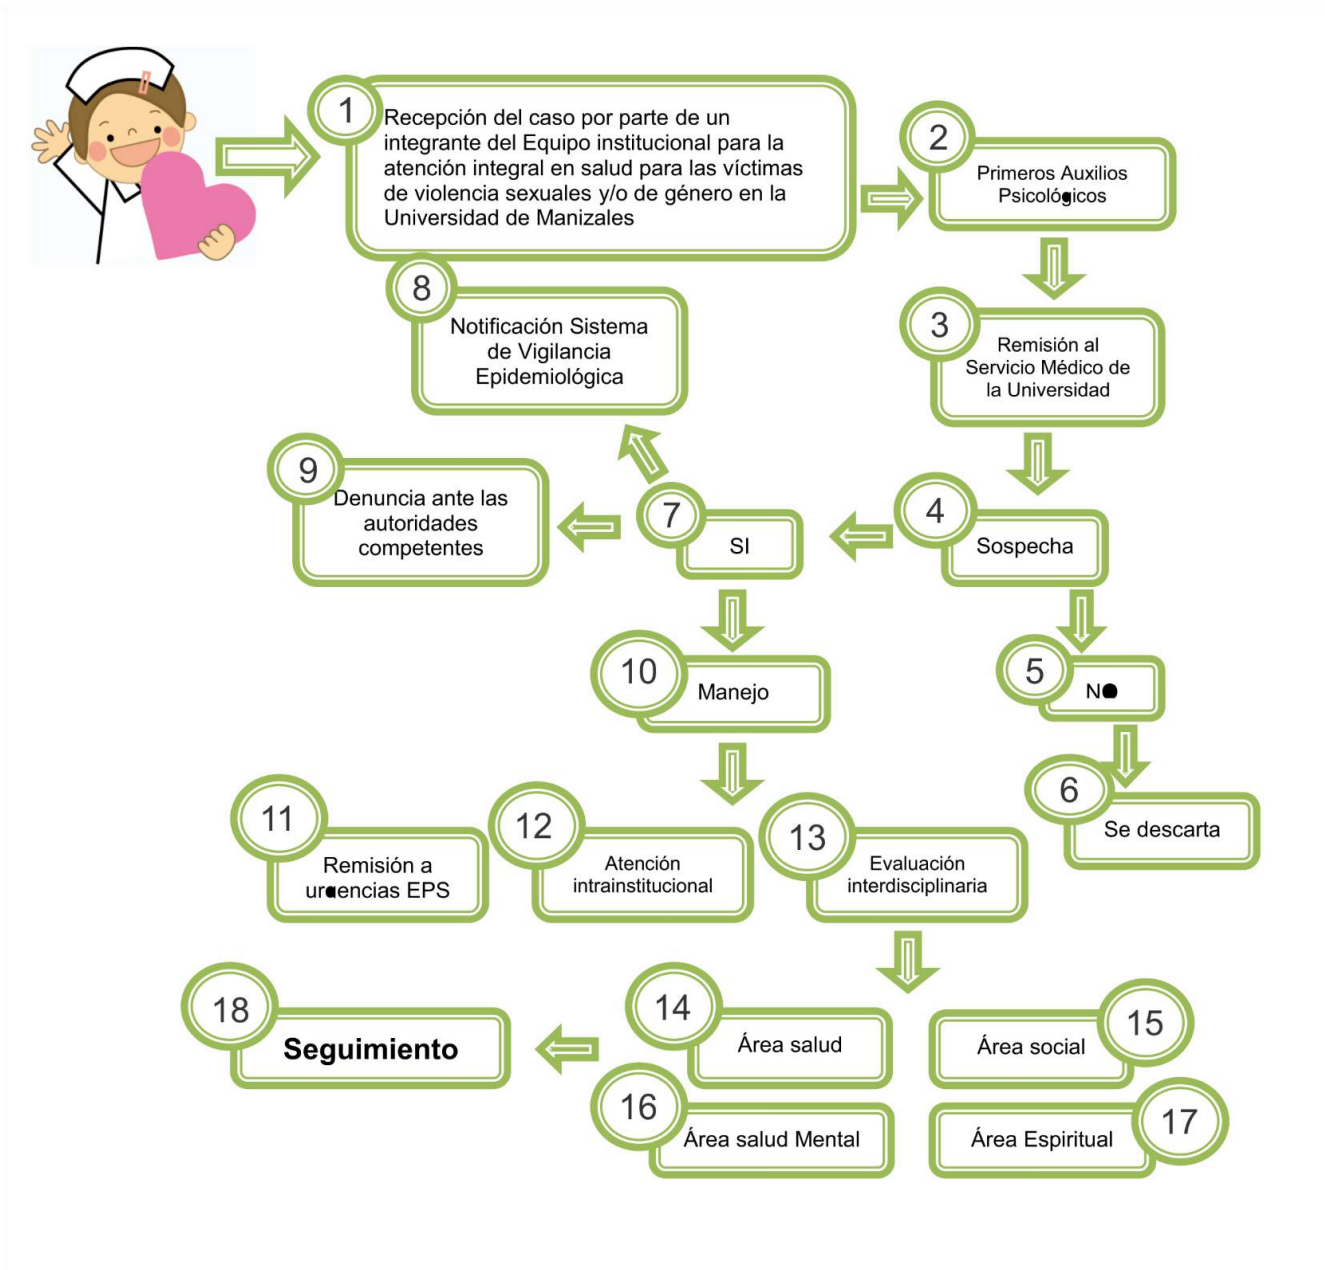 1
Recepción del caso por parte de un
integrante del Equipo institucional para la
atención integral en salud para las víctimas
de violencia sexuales y/o de género en la
Universidad de Manizales
2
Primeros Auxilios
Psicológicos
3
Remisión al
Servicio Médico de
la Universidad
4
Sospecha
5
NO
6
Se descarta
7
SI
8
Notificación Sistema
de Vigilancia
Epidemiológica
9
Denuncia ante las
autoridades
competentes
10
Manejo
11
Remisión a
urgencias EPS
12
Atención
intrainstitucional
13
Evaluación
interdisciplinaria
14
Área salud
15
Área social
16
Área salud Mental
17
Área Espiritual
18
Seguimiento